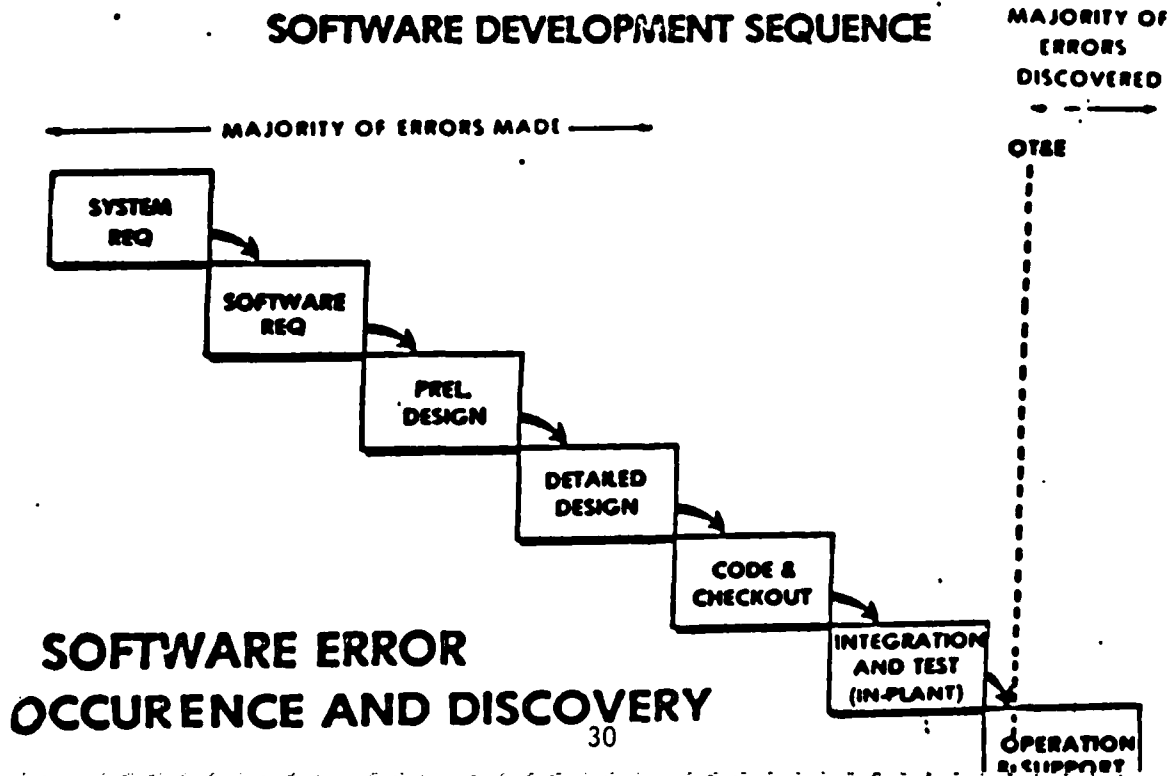 SOFTWARE DEVELOPMENT SEQUENCE
MAJORITY OF
ERRORS
DISCOVERED
MAJORITY OF ERRORS MADE
OT&E
SYSTEM
REQ
SOFTWARE
REQ
PREL.
DESIGN
DETAILED
DESIGN
CODE &
CHECKOUT
INTEGRATION
AND TEST
(IN-PLANT)
OPERATION
& SUPPORT
SOFTWARE ERROR
OCCURENCE AND DISCOVERY
30